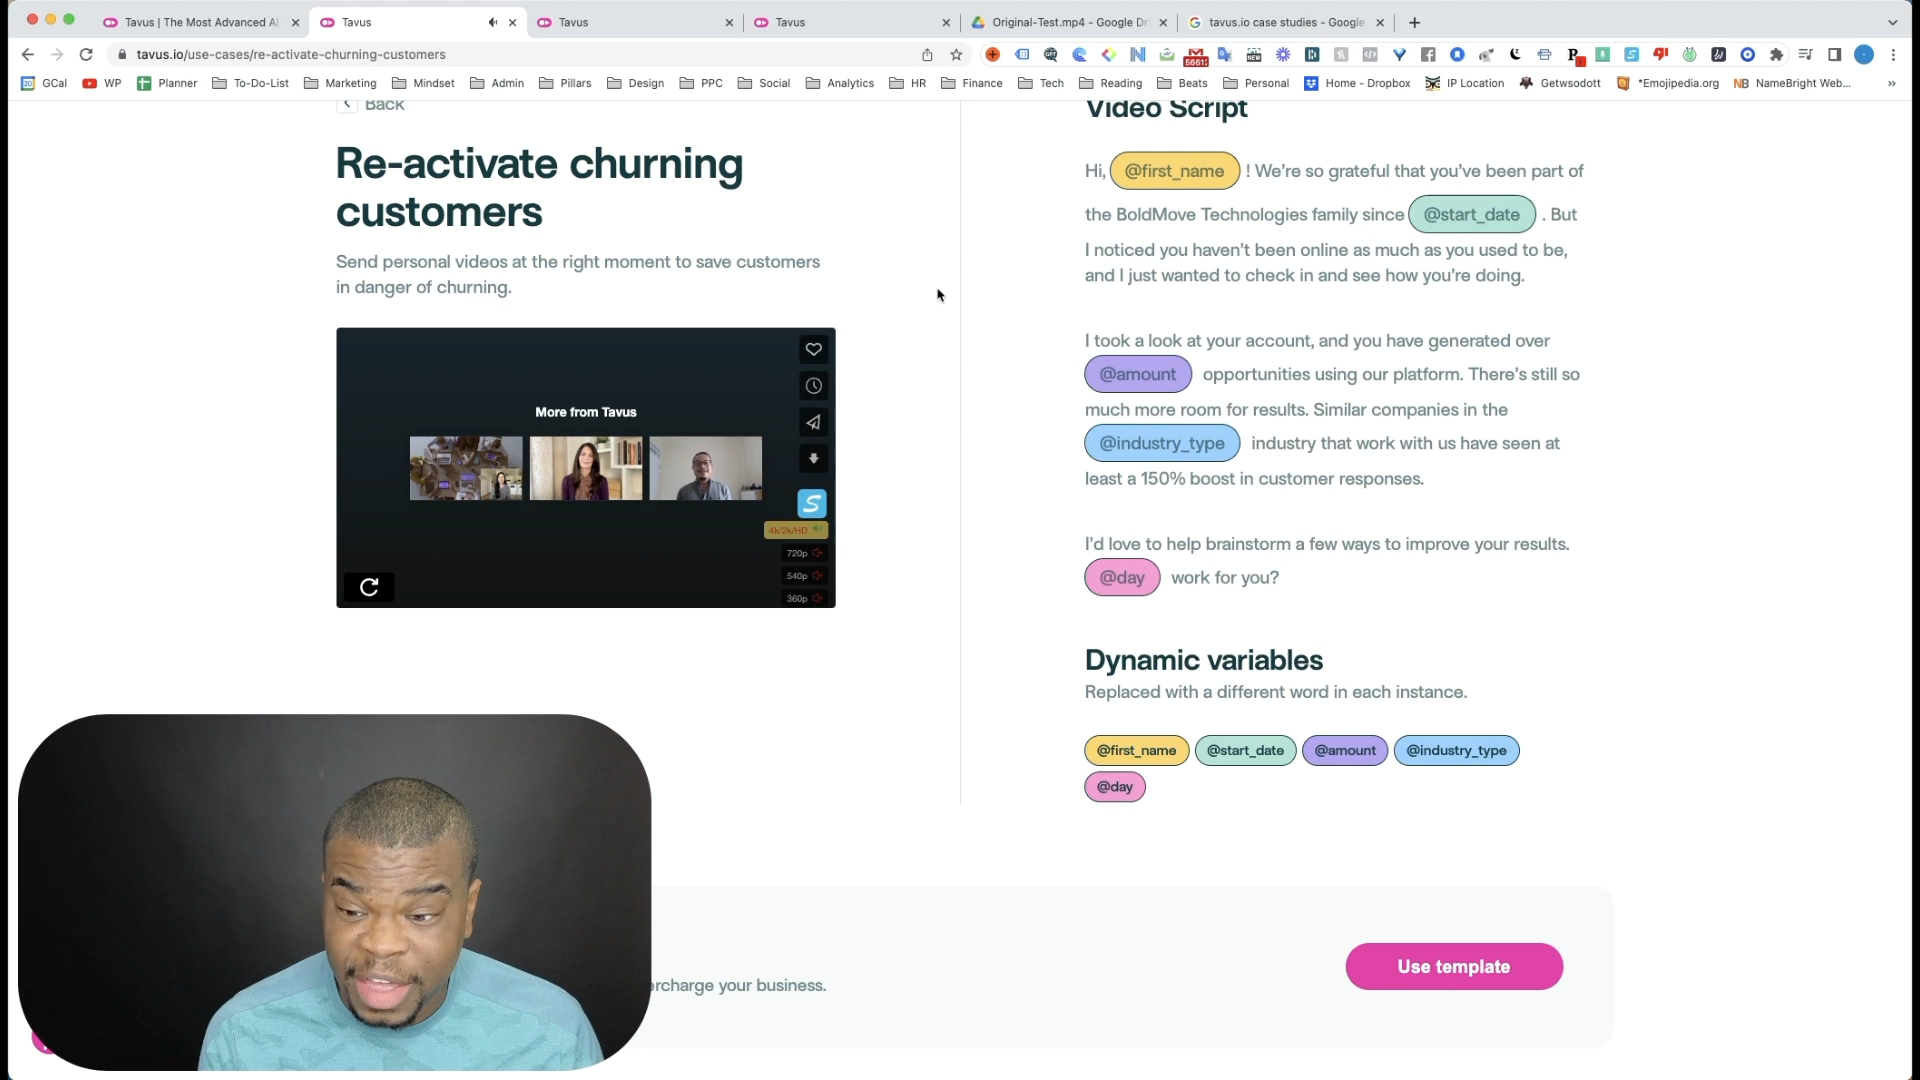 Tavus | The Most Advanced AI
Tavus
Tavus
Tavus
Original-Test.mp4 - Google Dri
tavus.io case studies - Google
tavus.io/use-cases/re-activate-churning-customers
56612
NEW
GCal
WP
Planner
To-Do-List
Marketing
Mindset
Admin
Pillars
Design
PPC
Social
Analytics
HR
Finance
Tech
Reading
Beats
Personal
Home - Dropbox
IP Location
Getwsodott
*Emojipedia.org
NB NameBright Web...
»
Back
Re-activate churning
customers
Send personal videos at the right moment to save customers
in danger of churning.
More from Tavus
S
4k/2k/HD
720p
540p
360p
Video Script
Hi, @first_name ! We’re so grateful that you’ve been part of
the BoldMove Technologies family since @start_date . But
I noticed you haven’t been online as much as you used to be,
and I just wanted to check in and see how you’re doing.
I took a look at your account, and you have generated over
@amount opportunities using our platform. There’s still so
much more room for results. Similar companies in the
@industry_type industry that work with us have seen at
least a 150% boost in customer responses.
I’d love to help brainstorm a few ways to improve your results.
@day work for you?
Dynamic variables
Replaced with a different word in each instance.
@first_name @start_date @amount @industry_type
@day
ercharge your business.
Use template